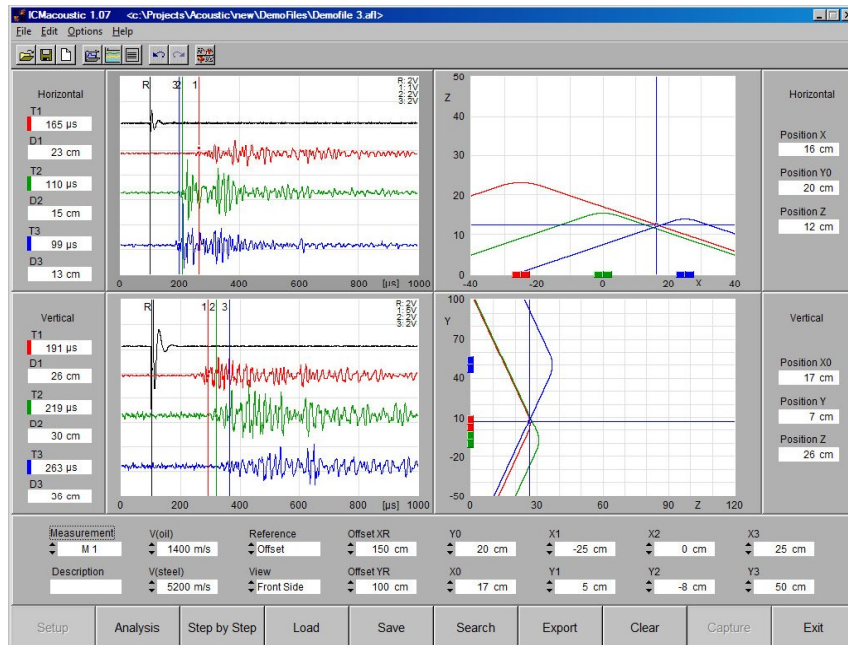 ICMacoustic 1.07 <c:\Projects\Acoustic\new\DemoFiles\Demofile 3.afl>
File Edit Options Help
Horizontal
T1
165 µs
D1
23 cm
T2
110 µs
D2
15 cm
T3
99 µs
D3
13 cm
R 3 2 1
R: 2V
1: 1V
2: 2V
3: 2V
0 200 400 600 800 [µs] 1000
50
Z
40
30
20
10
0
-40 -20 0 20 X 40
Horizontal
Position X
16 cm
Position Y0
20 cm
Position Z
12 cm
Vertical
T1
191 µs
D1
26 cm
T2
219 µs
D2
30 cm
T3
263 µs
D3
36 cm
R 1 2 3
R: 2V
1: 5V
2: 2V
3: 2V
0 200 400 600 800 [µs] 1000
100
Y
70
40
10
-20
-50
0 30 60 90 Z 120
Vertical
Position X0
17 cm
Position Y
7 cm
Position Z
26 cm
Measurement V(oil) Reference Offset XR Y0 X1 X2 X3
M 1 1400 m/s Offset 150 cm 20 cm -25 cm 0 cm 25 cm
Description V(steel) View Offset YR X0 Y1 Y2 Y3
5200 m/s Front Side 100 cm 17 cm 5 cm -8 cm 50 cm
Setup Analysis Step by Step Load Save Search Export Clear Capture Exit